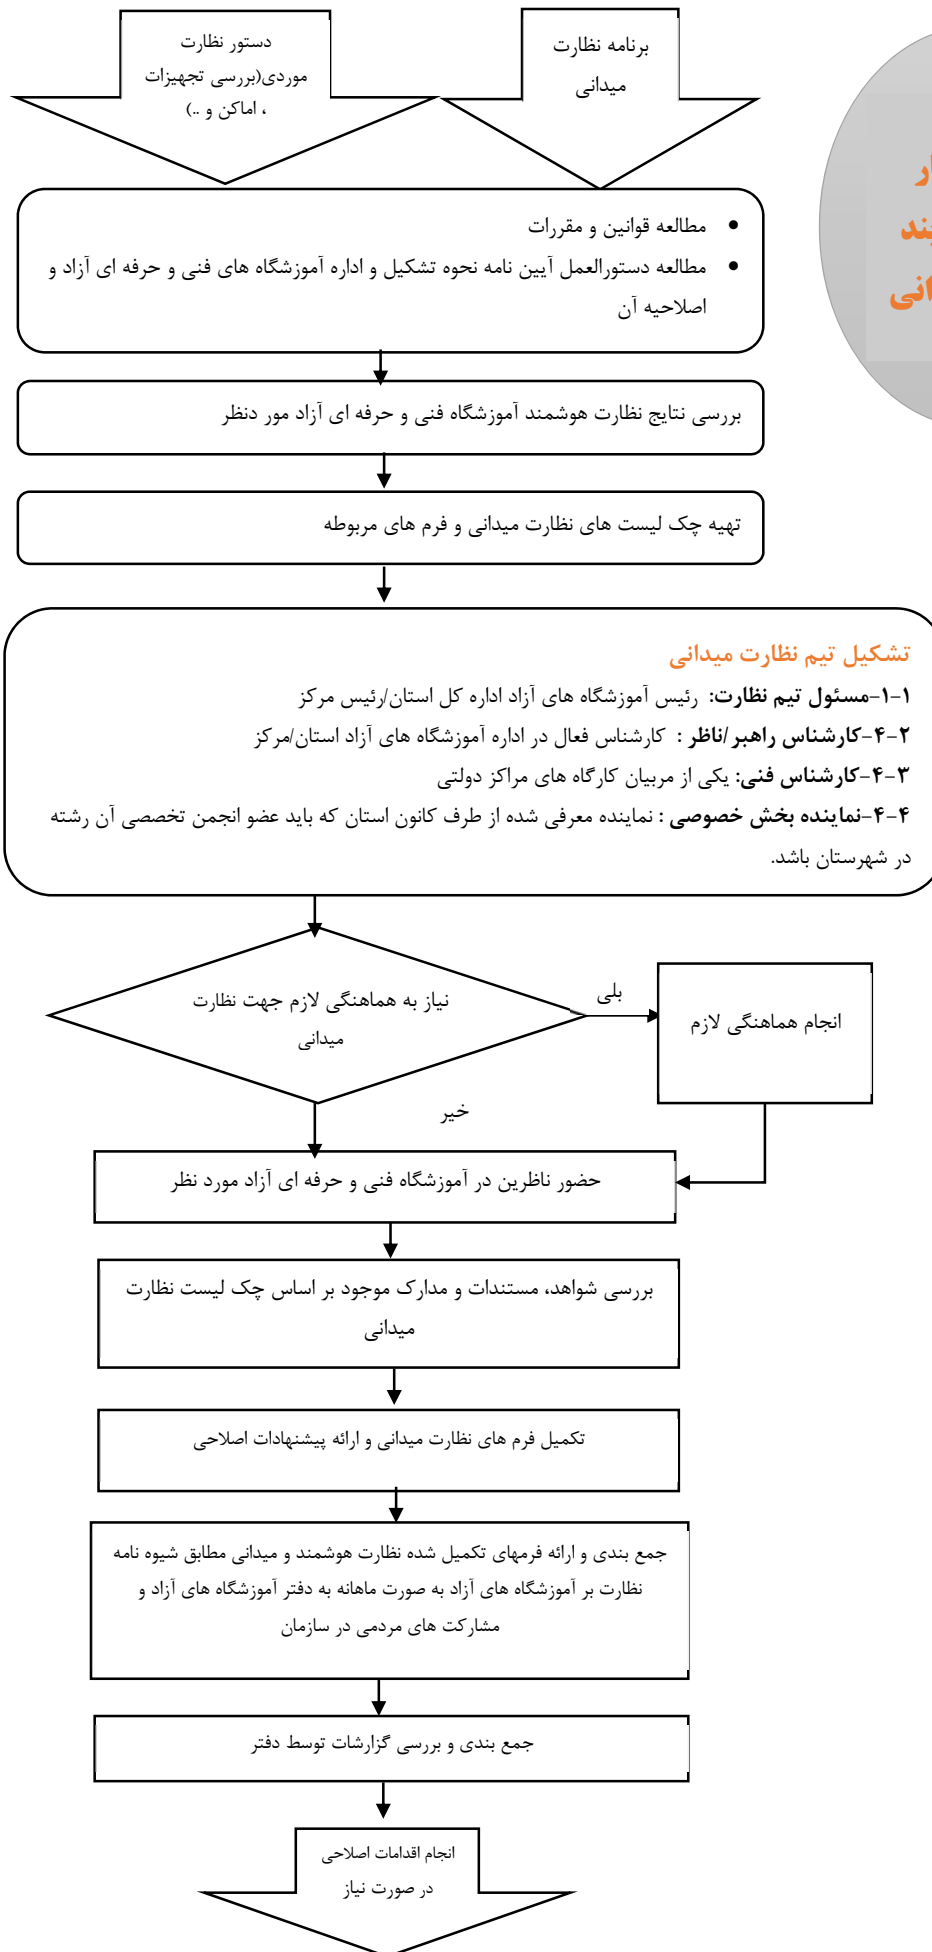 برنامه نظارت
میدانی
دستور نظارت
موردی(بررسی تجهیزات
، اماکن و ..)
• مطالعه قوانین و مقررات
• مطالعه دستورالعمل آیین نامه نحوه تشکیل و اداره آموزشگاه های فنی و حرفه ای آزاد و
اصلاحیه آن
بررسی نتایج نظارت هوشمند آموزشگاه فنی و حرفه ای آزاد مور دنظر
تهیه چک لیست های نظارت میدانی و فرم های مربوطه
تشکیل تیم نظارت میدانی
۱-۱-مسئول تیم نظارت: رئیس آموزشگاه های آزاد اداره کل استان/رئیس مرکز
۴-۲-کارشناس راهبر/ناظر : کارشناس فعال در اداره آموزشگاه های آزاد استان/مرکز
۴-۳-کارشناس فنی: یکی از مربیان کارگاه های مراکز دولتی
۴-۴-نماینده بخش خصوصی : نماینده معرفی شده از طرف کانون استان که باید عضو انجمن تخصصی آن رشته
در شهرستان باشد.
نیاز به هماهنگی لازم جهت نظارت
میدانی
بلی
انجام هماهنگی لازم
خیر
حضور ناظرین در آموزشگاه فنی و حرفه ای آزاد مورد نظر
بررسی شواهد، مستندات و مدارک موجود بر اساس چک لیست نظارت
میدانی
تکمیل فرم های نظارت میدانی و ارائه پیشنهادات اصلاحی
جمع بندی و ارائه فرمهای تکمیل شده نظارت هوشمند و میدانی مطابق شیوه نامه
نظارت بر آموزشگاه های آزاد به صورت ماهانه به دفتر آموزشگاه های آزاد و
مشارکت های مردمی در سازمان
جمع بندی و بررسی گزارشات توسط دفتر
انجام اقدامات اصلاحی
در صورت نیاز